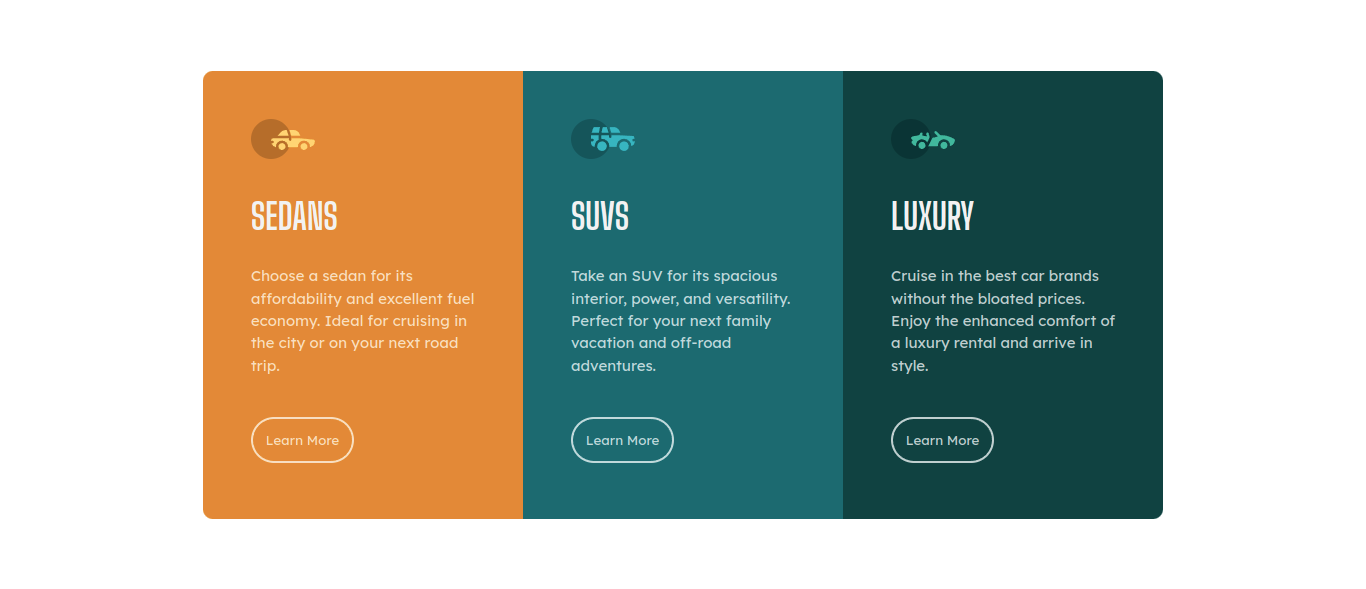 SEDANS
Choose a sedan for its
affordability and excellent fuel
economy. Ideal for cruising in
the city or on your next road
trip.
Learn More
SUVS
Take an SUV for its spacious
interior, power, and versatility.
Perfect for your next family
vacation and off-road
adventures.
Learn More
LUXURY
Cruise in the best car brands
without the bloated prices.
Enjoy the enhanced comfort of
a luxury rental and arrive in
style.
Learn More